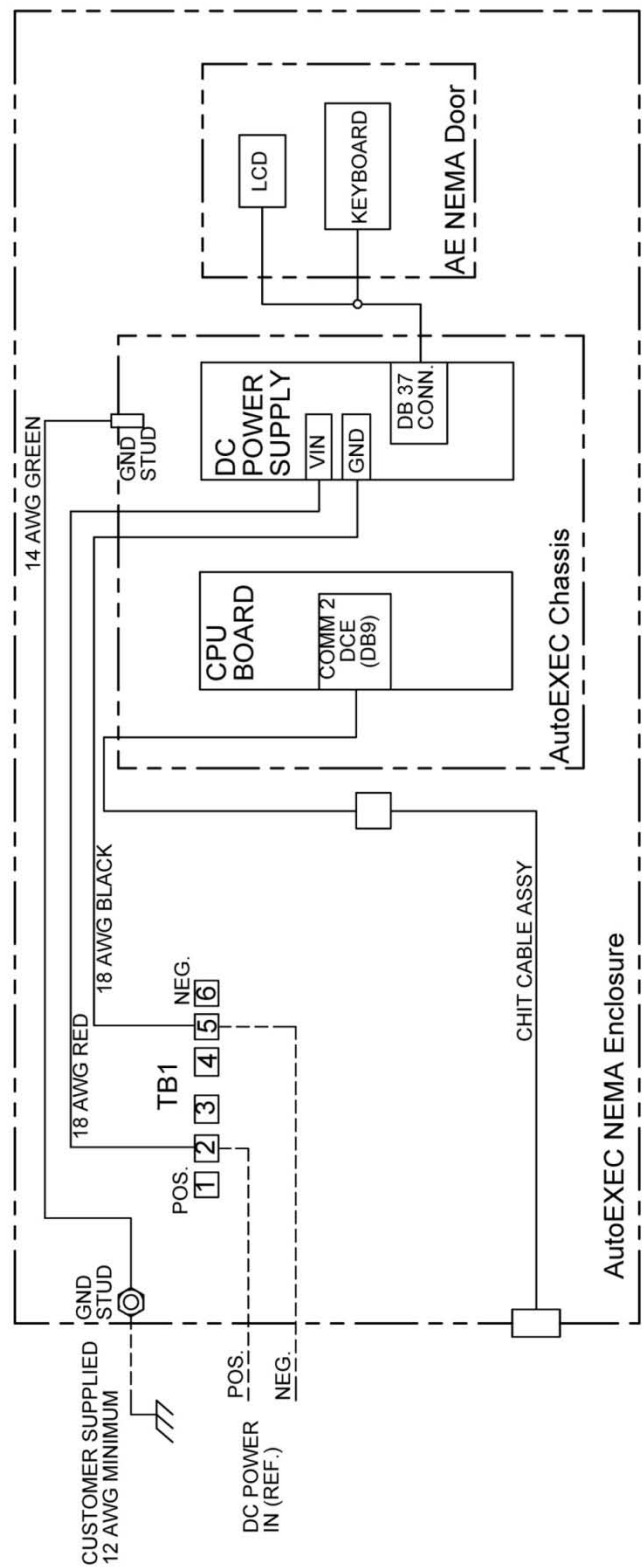 CUSTOMER SUPPLIED
12 AWG MINIMUM
GND
STUD
14 AWG GREEN
18 AWG RED
18 AWG BLACK
POS.
TB1
NEG.
1
2
3
4
5
6
DC POWER
IN (REF.)
POS.
NEG.
GND
STUD
CPU
BOARD
COMM 2
DCE
(DB9)
DC
POWER
SUPPLY
VIN
GND
DB 37
CONN.
AutoEXEC Chassis
LCD
KEYBOARD
AE NEMA Door
CHIT CABLE ASSY
AutoEXEC NEMA Enclosure